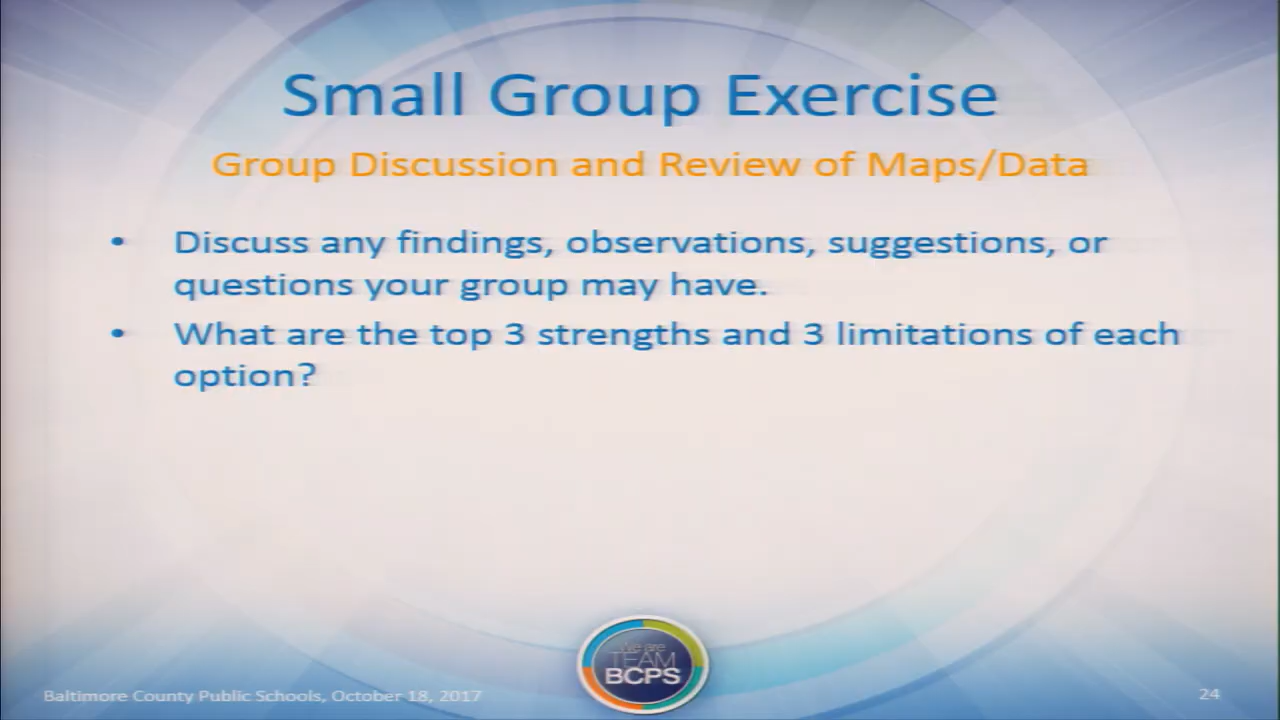 Small Group Exercise
Group Discussion and Review of Maps/Data
• Discuss any findings, observations, suggestions, or
questions your group may have.
• What are the top 3 strengths and 3 limitations of each
option?
We are
TEAM
BCPS
Baltimore County Public Schools, October 18, 2017
24